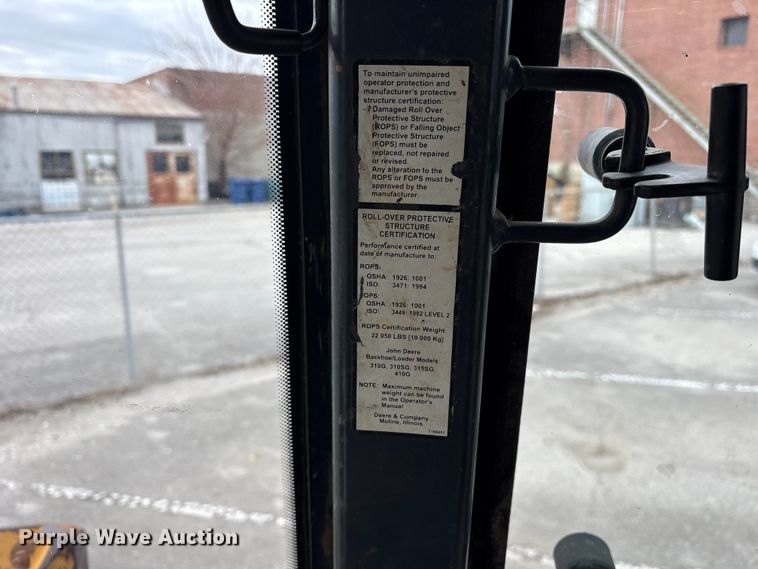 To maintain unimpaired
operator protection and
manufacturer's protective
structure certification:
- Damaged Roll Over
Protective Structure
(ROPS) or Falling Object
Protective Structure
(FOPS) must be
replaced, not repaired
or revised.
- Any alteration to the
ROPS or FOPS must be
approved by the
manufacturer.
ROLL-OVER PROTECTIVE
STRUCTURE
CERTIFICATION
Performance certified at
date of manufacture to:
ROPS:
OSHA: 1926: 1001
ISO: 3471: 1994
FOPS:
OSHA: 1926: 1001
ISO: 3449: 1992 LEVEL 2
ROPS Certification Weight:
22 050 LBS [10 000 Kg]
John Deere
Backhoe/Loader Models:
310G, 310SG, 315SG,
410G
NOTE: Maximum machine
weight can be found
in the Operator's
Manual
Deere & Company
Moline, Illinois
Purple Wave Auction